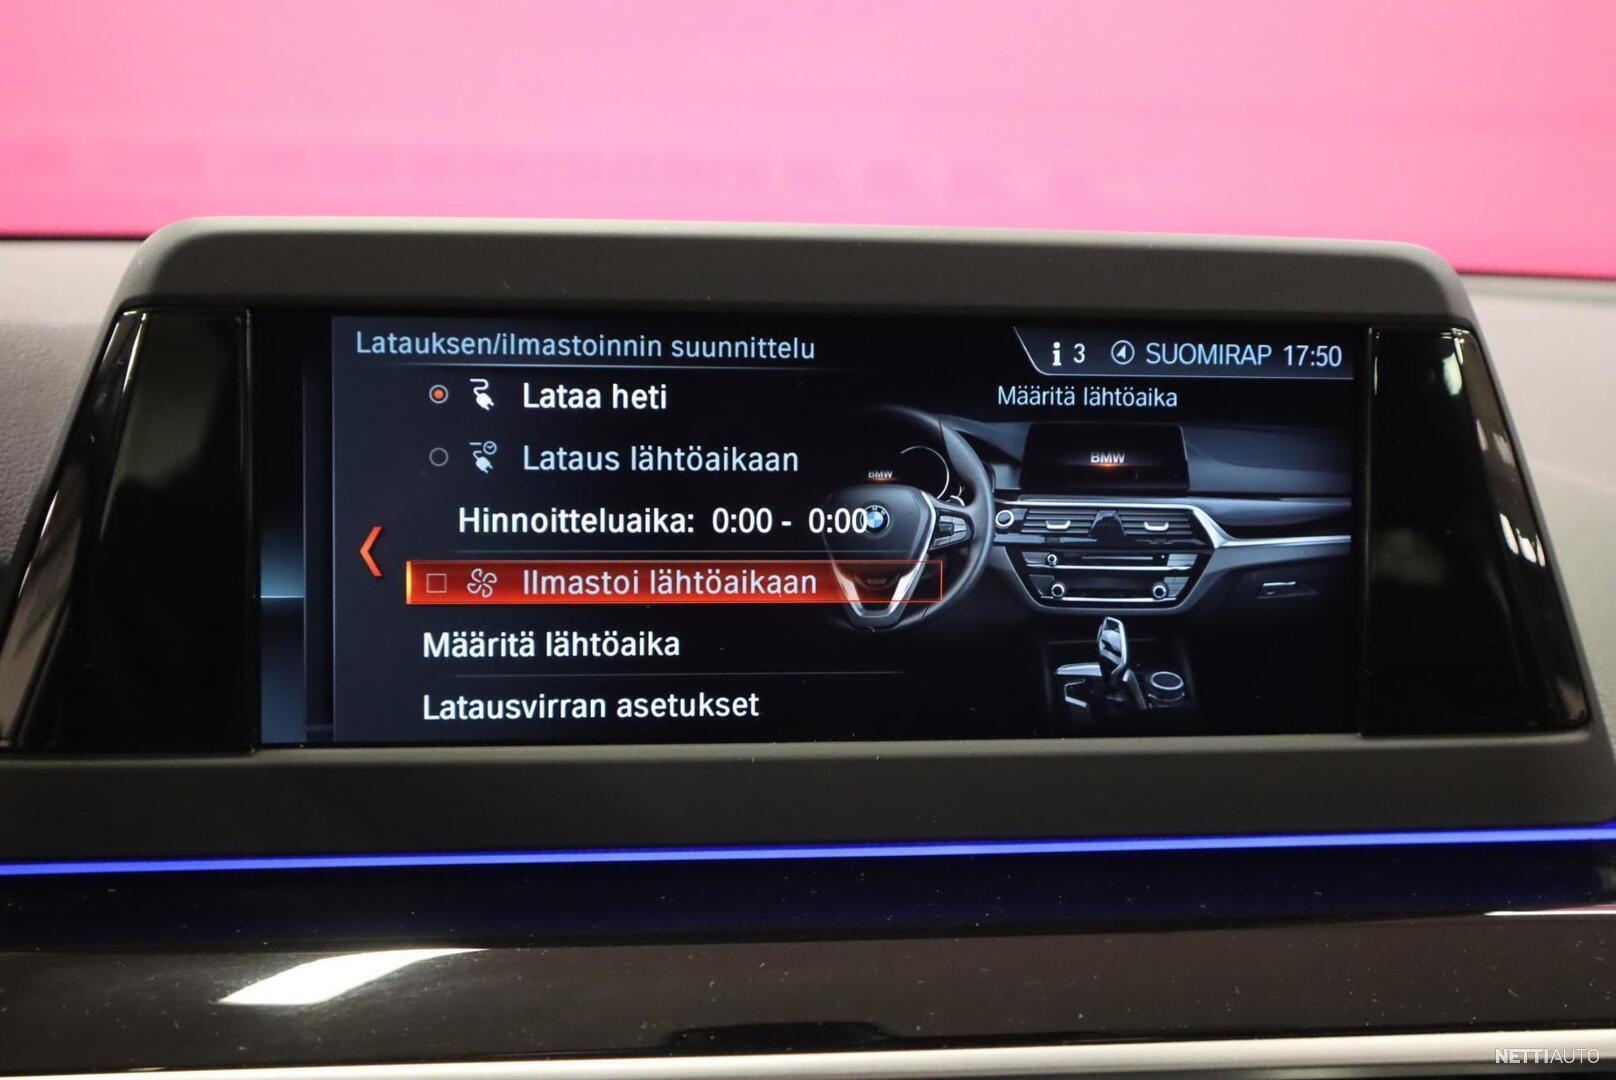 Latauksen/ilmastoinnin suunnittelu
i 3 SUOMIRAP 17:50
Lataa heti
Määritä lähtöaika
Lataus lähtöaikaan
BMW
BMW
Hinnoitteluaika: 0:00 - 0:00
Ilmastoi lähtöaikaan
Määritä lähtöaika
Latausvirran asetukset
NETTIAUTO